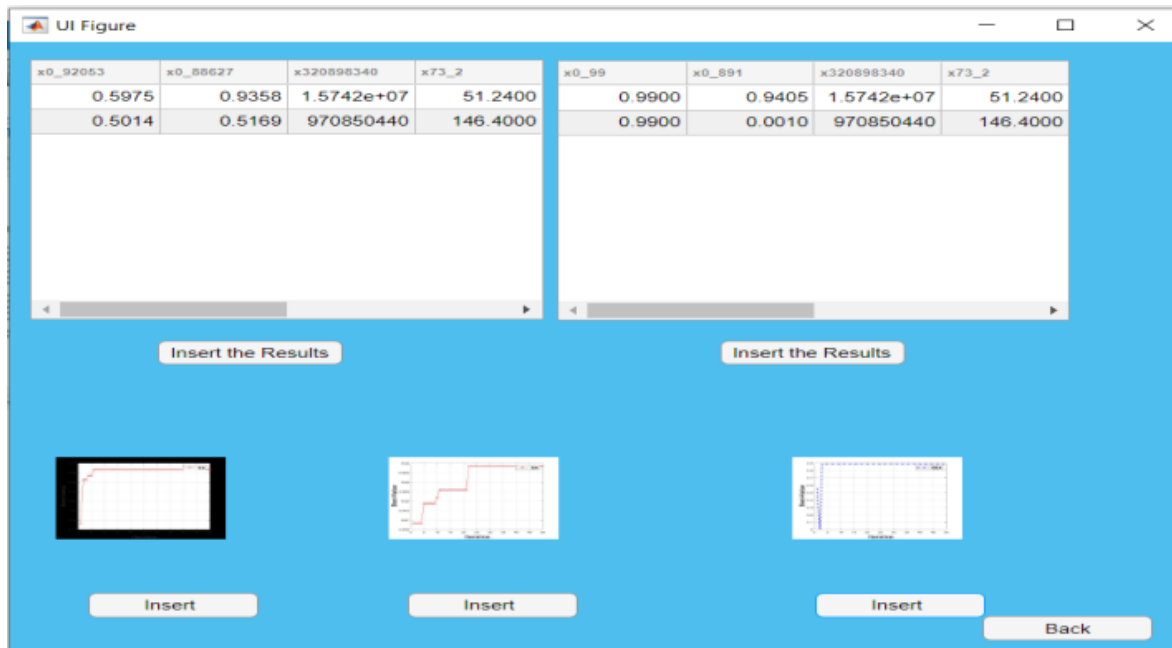 UI Figure
x0_92053 x0_88627 x320898340 x73_2
0.5975 0.9358 1.5742e+07 51.2400
0.5014 0.5169 970850440 146.4000
x0_99 x0_891 x320898340 x73_2
0.9900 0.9405 1.5742e+07 51.2400
0.9900 0.0010 970850440 146.4000
Insert the Results
Insert the Results
Insert
Insert
Insert
Back